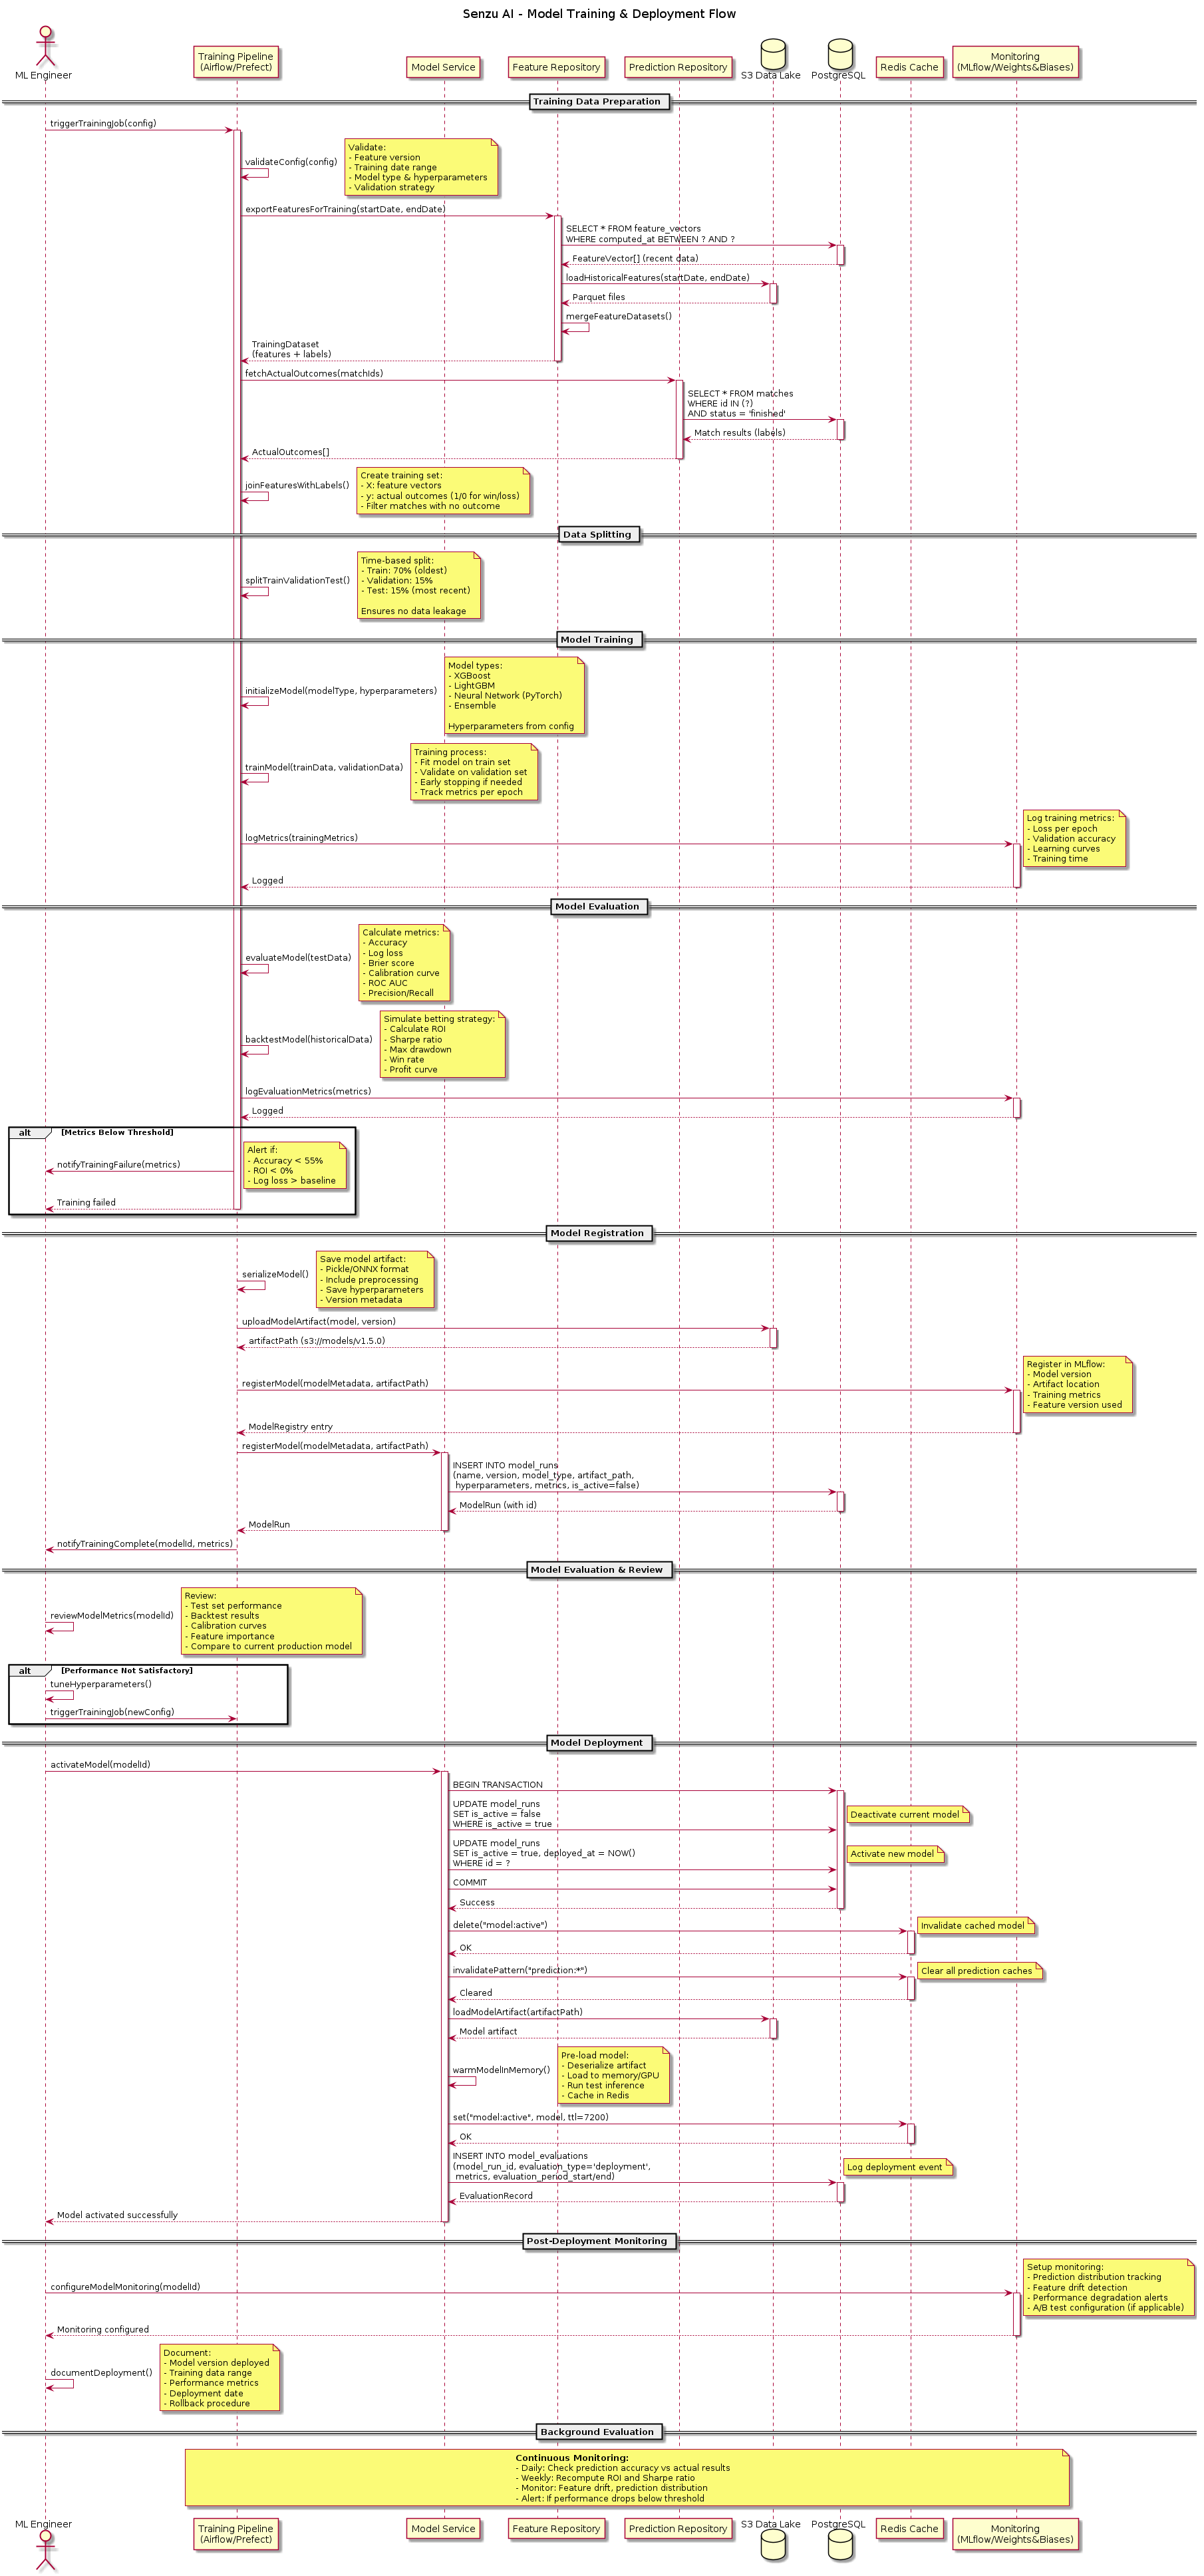 Senzu AI - Model Training & Deployment Flow
ML Engineer
Training Pipeline
(Airflow/Prefect)
Model Service
Feature Repository
Prediction Repository
S3 Data Lake
PostgreSQL
Redis Cache
Monitoring
(MLflow/Weights&Biases)
Training Data Preparation
triggerTrainingJob(config)
validateConfig(config)
Validate:
- Feature version
- Training date range
- Model type & hyperparameters
- Validation strategy
exportFeaturesForTraining(startDate, endDate)
SELECT * FROM feature_vectors
WHERE computed_at BETWEEN ? AND ?
FeatureVector[] (recent data)
loadHistoricalFeatures(startDate, endDate)
Parquet files
mergeFeatureDatasets()
TrainingDataset
(features + labels)
fetchActualOutcomes(matchIds)
SELECT * FROM matches
WHERE id IN (?)
AND status = 'finished'
Match results (labels)
ActualOutcomes[]
joinFeaturesWithLabels()
Create training set:
- X: feature vectors
- y: actual outcomes (1/0 for win/loss)
- Filter matches with no outcome
Data Splitting
splitTrainValidationTest()
Time-based split:
- Train: 70% (oldest)
- Validation: 15%
- Test: 15% (most recent)
Ensures no data leakage
Model Training
initializeModel(modelType, hyperparameters)
Model types:
- XGBoost
- LightGBM
- Neural Network (PyTorch)
- Ensemble
Hyperparameters from config
trainModel(trainData, validationData)
Training process:
- Fit model on train set
- Validate on validation set
- Early stopping if needed
- Track metrics per epoch
logMetrics(trainingMetrics)
Log training metrics:
- Loss per epoch
- Validation accuracy
- Learning curves
- Training time
Logged
Model Evaluation
evaluateModel(testData)
Calculate metrics:
- Accuracy
- Log loss
- Brier score
- Calibration curve
- ROC AUC
- Precision/Recall
backtestModel(historicalData)
Simulate betting strategy:
- Calculate ROI
- Sharpe ratio
- Max drawdown
- Win rate
- Profit curve
logEvaluationMetrics(metrics)
Logged
alt [Metrics Below Threshold]
notifyTrainingFailure(metrics)
Alert if:
- Accuracy < 55%
- ROI < 0%
- Log loss > baseline
Training failed
Model Registration
serializeModel()
Save model artifact:
- Pickle/ONNX format
- Include preprocessing
- Save hyperparameters
- Version metadata
uploadModelArtifact(model, version)
artifactPath (s3://models/v1.5.0)
registerModel(modelMetadata, artifactPath)
Register in MLflow:
- Model version
- Artifact location
- Training metrics
- Feature version used
ModelRegistry entry
registerModel(modelMetadata, artifactPath)
INSERT INTO model_runs
(name, version, model_type, artifact_path,
hyperparameters, metrics, is_active=false)
ModelRun (with id)
ModelRun
notifyTrainingComplete(modelId, metrics)
Model Evaluation & Review
reviewModelMetrics(modelId)
Review:
- Test set performance
- Backtest results
- Calibration curves
- Feature importance
- Compare to current production model
alt [Performance Not Satisfactory]
tuneHyperparameters()
triggerTrainingJob(newConfig)
Model Deployment
activateModel(modelId)
BEGIN TRANSACTION
UPDATE model_runs
SET is_active = false
WHERE is_active = true
Deactivate current model
UPDATE model_runs
SET is_active = true, deployed_at = NOW()
WHERE id = ?
Activate new model
COMMIT
Success
delete("model:active")
Invalidate cached model
OK
invalidatePattern("prediction:*")
Clear all prediction caches
Cleared
loadModelArtifact(artifactPath)
Model artifact
warmModelInMemory()
Pre-load model:
- Deserialize artifact
- Load to memory/GPU
- Run test inference
- Cache in Redis
set("model:active", model, ttl=7200)
OK
INSERT INTO model_evaluations
(model_run_id, evaluation_type='deployment',
metrics, evaluation_period_start/end)
Log deployment event
EvaluationRecord
Model activated successfully
Post-Deployment Monitoring
configureModelMonitoring(modelId)
Setup monitoring:
- Prediction distribution tracking
- Feature drift detection
- Performance degradation alerts
- A/B test configuration (if applicable)
Monitoring configured
documentDeployment()
Document:
- Model version deployed
- Training data range
- Performance metrics
- Deployment date
- Rollback procedure
Background Evaluation
Continuous Monitoring:
- Daily: Check prediction accuracy vs actual results
- Weekly: Recompute ROI and Sharpe ratio
- Monitor: Feature drift, prediction distribution
- Alert: If performance drops below threshold
ML Engineer
Training Pipeline
(Airflow/Prefect)
Model Service
Feature Repository
Prediction Repository
S3 Data Lake
PostgreSQL
Redis Cache
Monitoring
(MLflow/Weights&Biases)